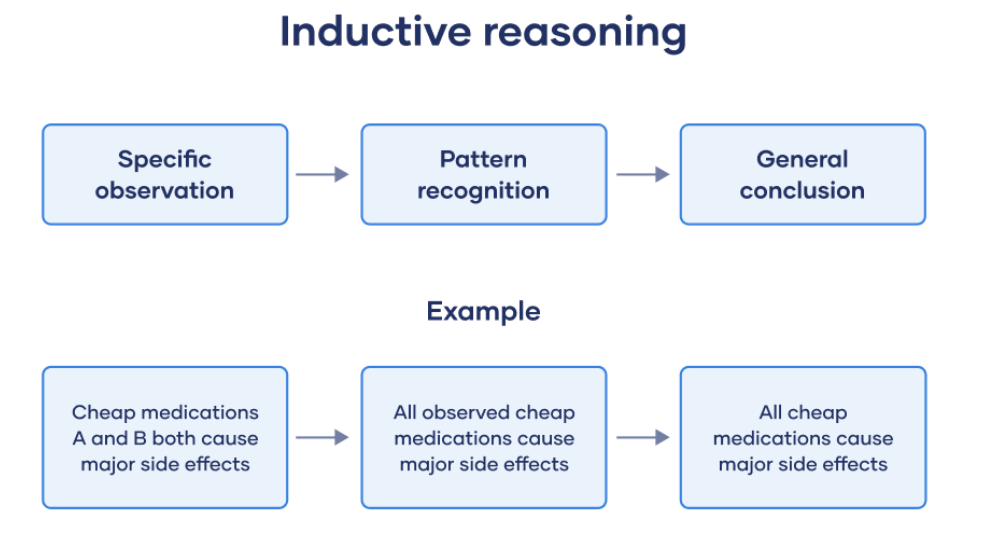 Inductive reasoning
Specific
observation
Pattern
recognition
General
conclusion
Example
Cheap medications
A and B both cause
major side effects
All observed cheap
medications cause
major side effects
All cheap
medications cause
major side effects